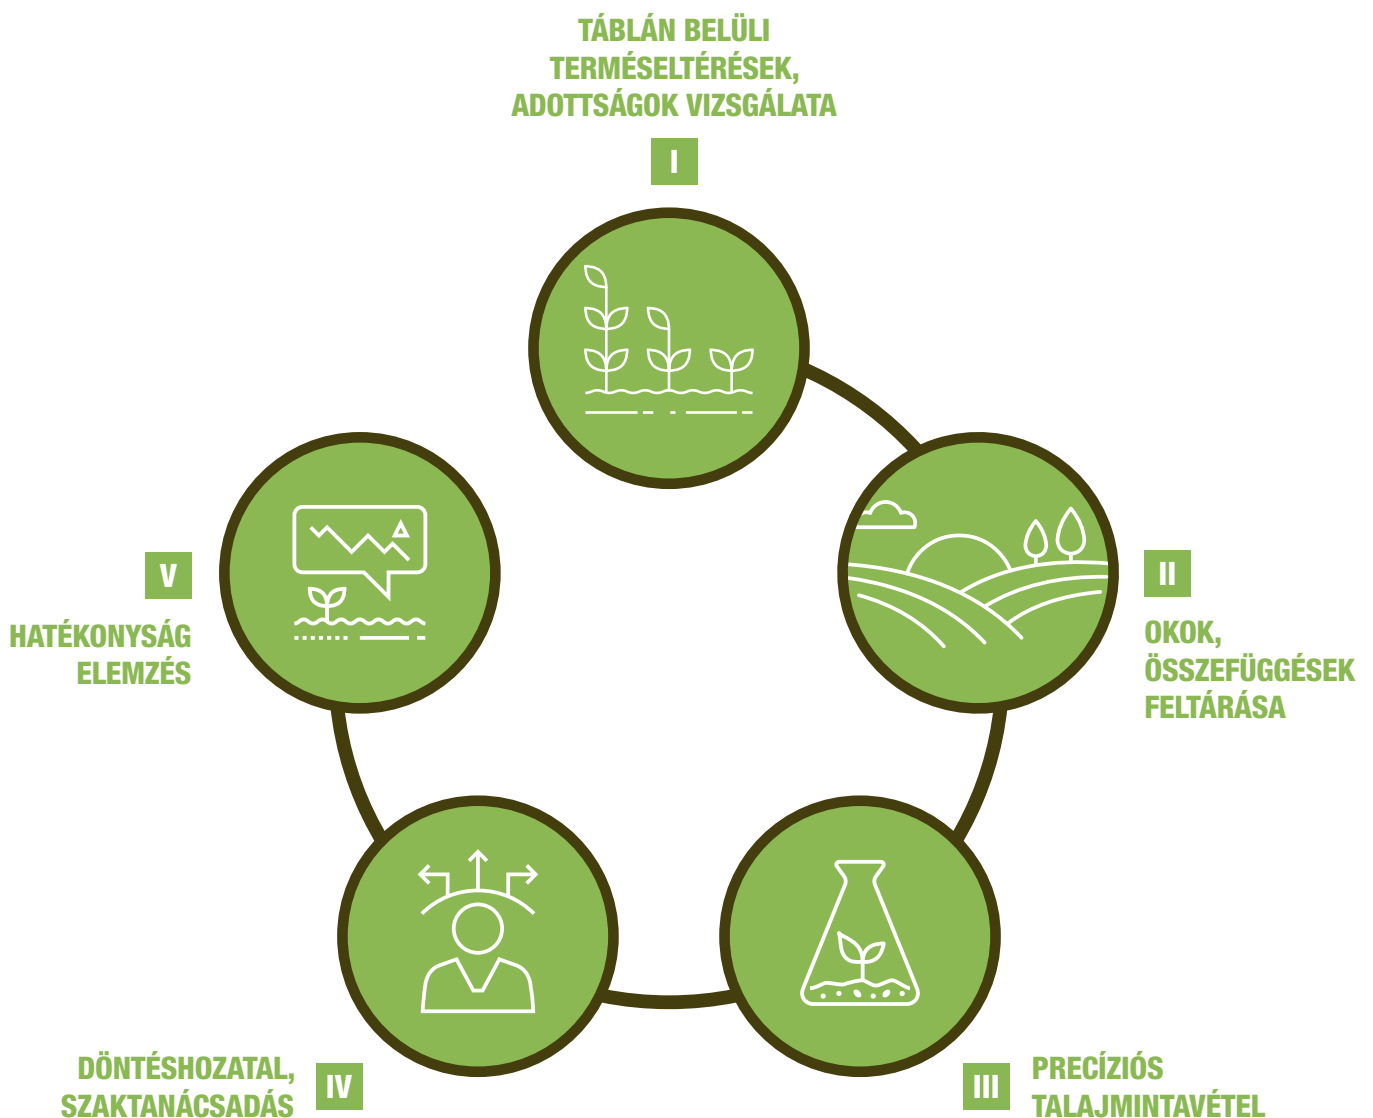 TÁBLÁN BELÜLI
TERMÉSELTÉRÉSEK,
ADOTTSÁGOK VIZSGÁLATA
I
II
OKOK,
ÖSSZEFÜGGÉSEK
FELTÁRÁSA
III
PRECÍZIÓS
TALAJMINTAVÉTEL
IV
DÖNTÉSHOZATAL,
SZAKTANÁCSADÁS
V
HATÉKONYSÁG
ELEMZÉS